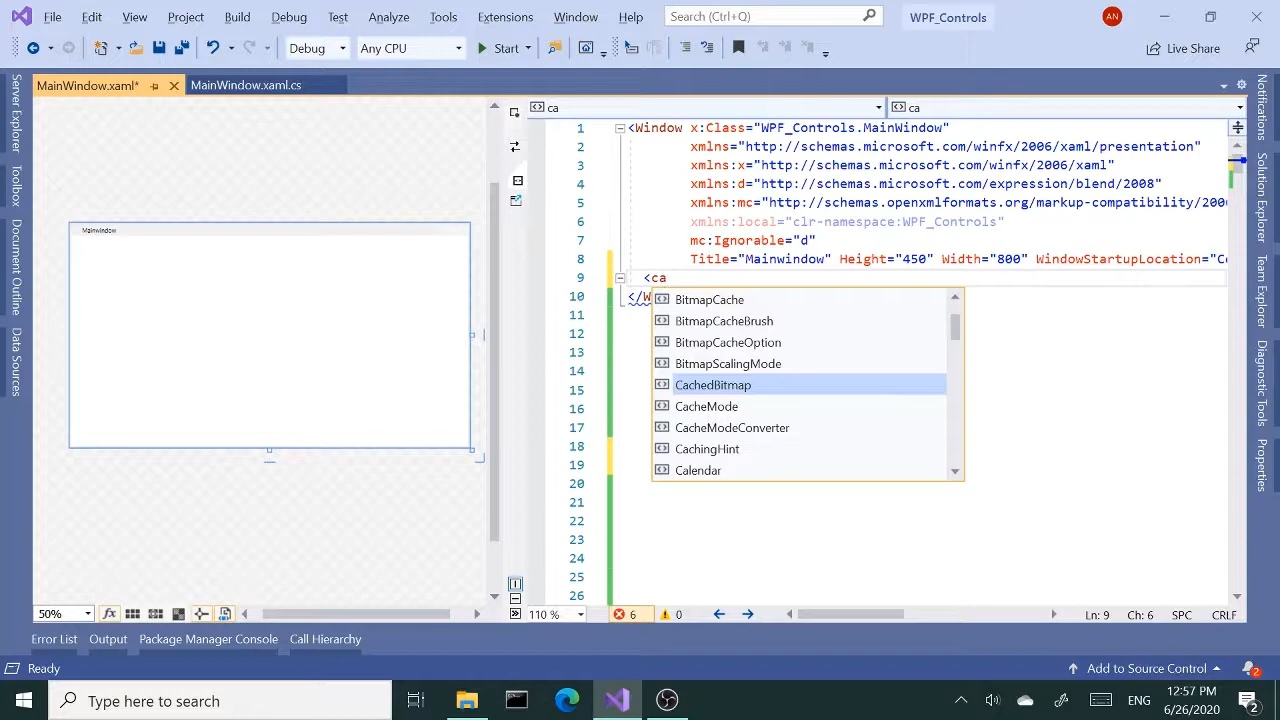 File Edit View Project Build Debug Test Analyze Tools Extensions Window Help Search (Ctrl+Q) WPF_Controls AN
Debug Any CPU Start Live Share
MainWindow.xaml* MainWindow.xaml.cs
Server Explorer
Toolbox
Document Outline
Data Sources
Mainwindow
ca ca
1 <Window x:Class="WPF_Controls.MainWindow"
2 xmlns="http://schemas.microsoft.com/winfx/2006/xaml/presentation"
3 xmlns:x="http://schemas.microsoft.com/winfx/2006/xaml"
4 xmlns:d="http://schemas.microsoft.com/expression/blend/2008"
5 xmlns:mc="http://schemas.openxmlformats.org/markup-compatibility/200
6 xmlns:local="clr-namespace:WPF_Controls"
7 mc:Ignorable="d"
8 Title="Mainwindow" Height="450" Width="800" WindowStartupLocation="Ce
9 <ca
10 </W
11
12
13
14
15
16
17
18
19
20
21
22
23
24
25
26
BitmapCache
BitmapCacheBrush
BitmapCacheOption
BitmapScalingMode
CachedBitmap
CacheMode
CacheModeConverter
CachingHint
Calendar
Notifications
Solution Explorer
Team Explorer
Diagnostic Tools
Properties
50% fx 110 % 6 0 Ln: 9 Ch: 6 SPC CRLF
Error List Output Package Manager Console Call Hierarchy
Ready Add to Source Control 2
Type here to search ENG 12:57 PM
6/26/2020 2